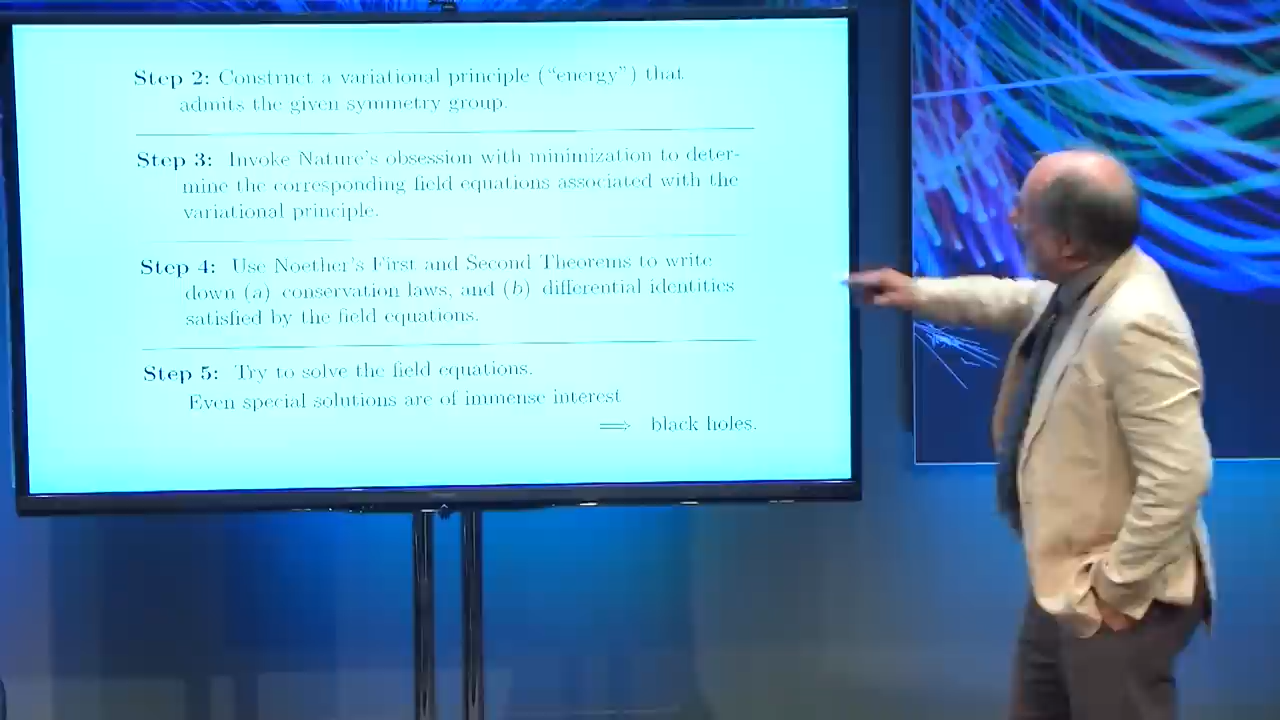 Step 2: Construct a variational principle (“energy”) that
admits the given symmetry group.
Step 3: Invoke Nature’s obsession with minimization to deter-
mine the corresponding field equations associated with the
variational principle.
Step 4: Use Noether’s First and Second Theorems to write
down (a) conservation laws, and (b) differential identities
satisfied by the field equations.
Step 5: Try to solve the field equations.
Even special solutions are of immense interest
⟹ black holes.